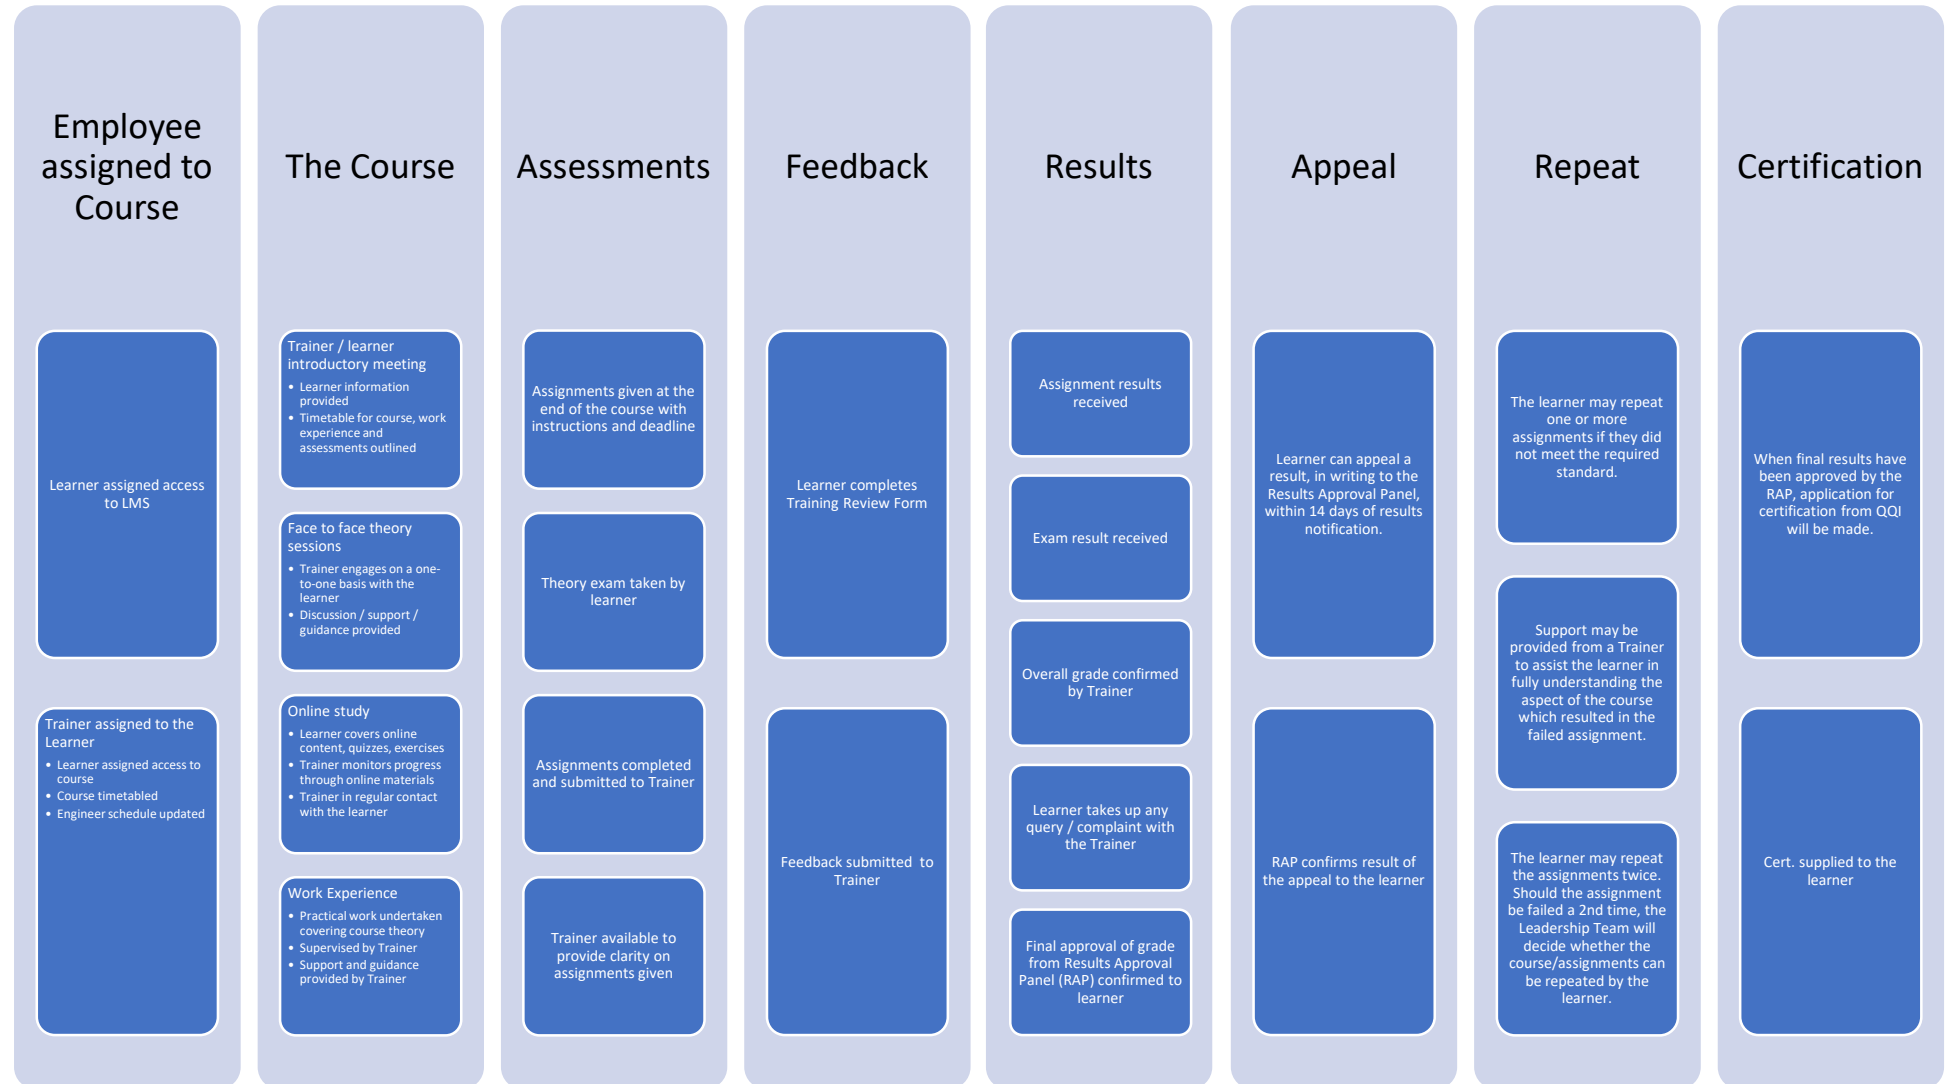 Employee
assigned to
Course
Learner assigned access
to LMS
Trainer assigned to the
Learner
• Learner assigned access to
course
• Course timetabled
• Engineer schedule updated
The Course
Trainer / learner
introductory meeting
• Learner information
provided
• Timetable for course, work
experience and
assessments outlined
Face to face theory
sessions
• Trainer engages on a one-
to-one basis with the
learner
• Discussion / support /
guidance provided
Online study
• Learner covers online
content, quizzes, exercises
• Trainer monitors progress
through online materials
• Trainer in regular contact
with the learner
Work Experience
• Practical work undertaken
covering course theory
• Supervised by Trainer
• Support and guidance
provided by Trainer
Assessments
Assignments given at the
end of the course with
instructions and deadline
Theory exam taken by
learner
Assignments completed
and submitted to Trainer
Trainer available to
provide clarity on
assignments given
Feedback
Learner completes
Training Review Form
Feedback submitted to
Trainer
Results
Assignment results
received
Exam result received
Overall grade confirmed
by Trainer
Learner takes up any
query / complaint with
the Trainer
Final approval of grade
from Results Approval
Panel (RAP) confirmed to
learner
Appeal
Learner can appeal a
result, in writing to the
Results Approval Panel,
within 14 days of results
notification.
RAP confirms result of
the appeal to the learner
Repeat
The learner may repeat
one or more
assignments if they did
not meet the required
standard.
Support may be
provided from a Trainer
to assist the learner in
fully understanding the
aspect of the course
which resulted in the
failed assignment.
The learner may repeat
the assignments twice.
Should the assignment
be failed a 2nd time, the
Leadership Team will
decide whether the
course/assignments can
be repeated by the
learner.
Certification
When final results have
been approved by the
RAP, application for
certification from QQI
will be made.
Cert. supplied to the
learner